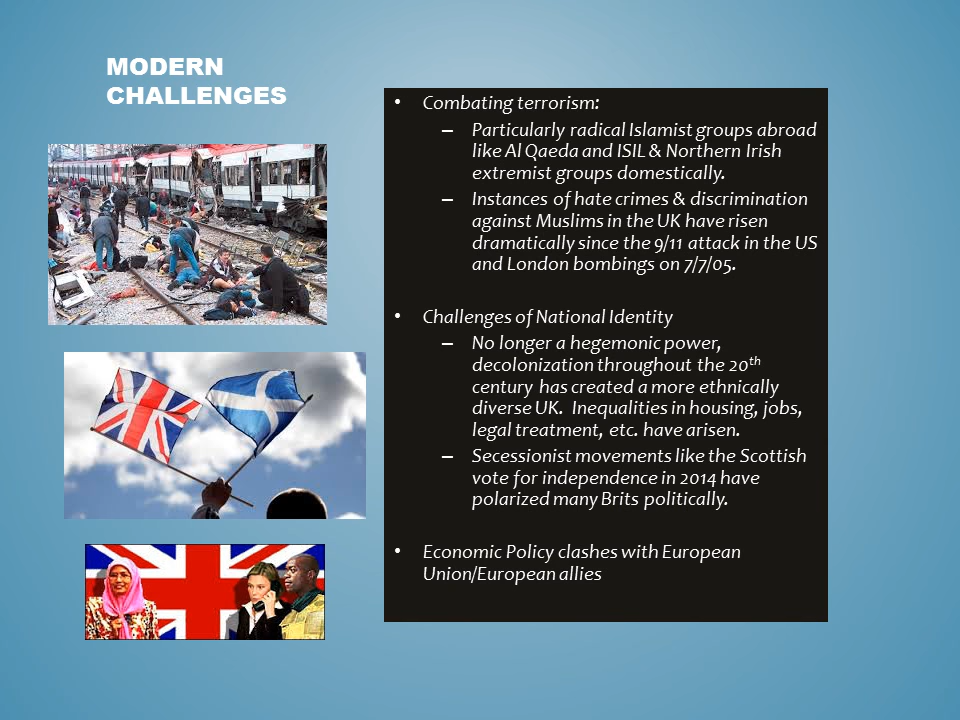 MODERN
CHALLENGES
• Combating terrorism:
– Particularly radical Islamist groups abroad
like Al Qaeda and ISIL & Northern Irish
extremist groups domestically.
– Instances of hate crimes & discrimination
against Muslims in the UK have risen
dramatically since the 9/11 attack in the US
and London bombings on 7/7/05.
• Challenges of National Identity
– No longer a hegemonic power,
decolonization throughout the 20th
century has created a more ethnically
diverse UK.  Inequalities in housing, jobs,
legal treatment, etc. have arisen.
– Secessionist movements like the Scottish
vote for independence in 2014 have
polarized many Brits politically.
• Economic Policy clashes with European
Union/European allies